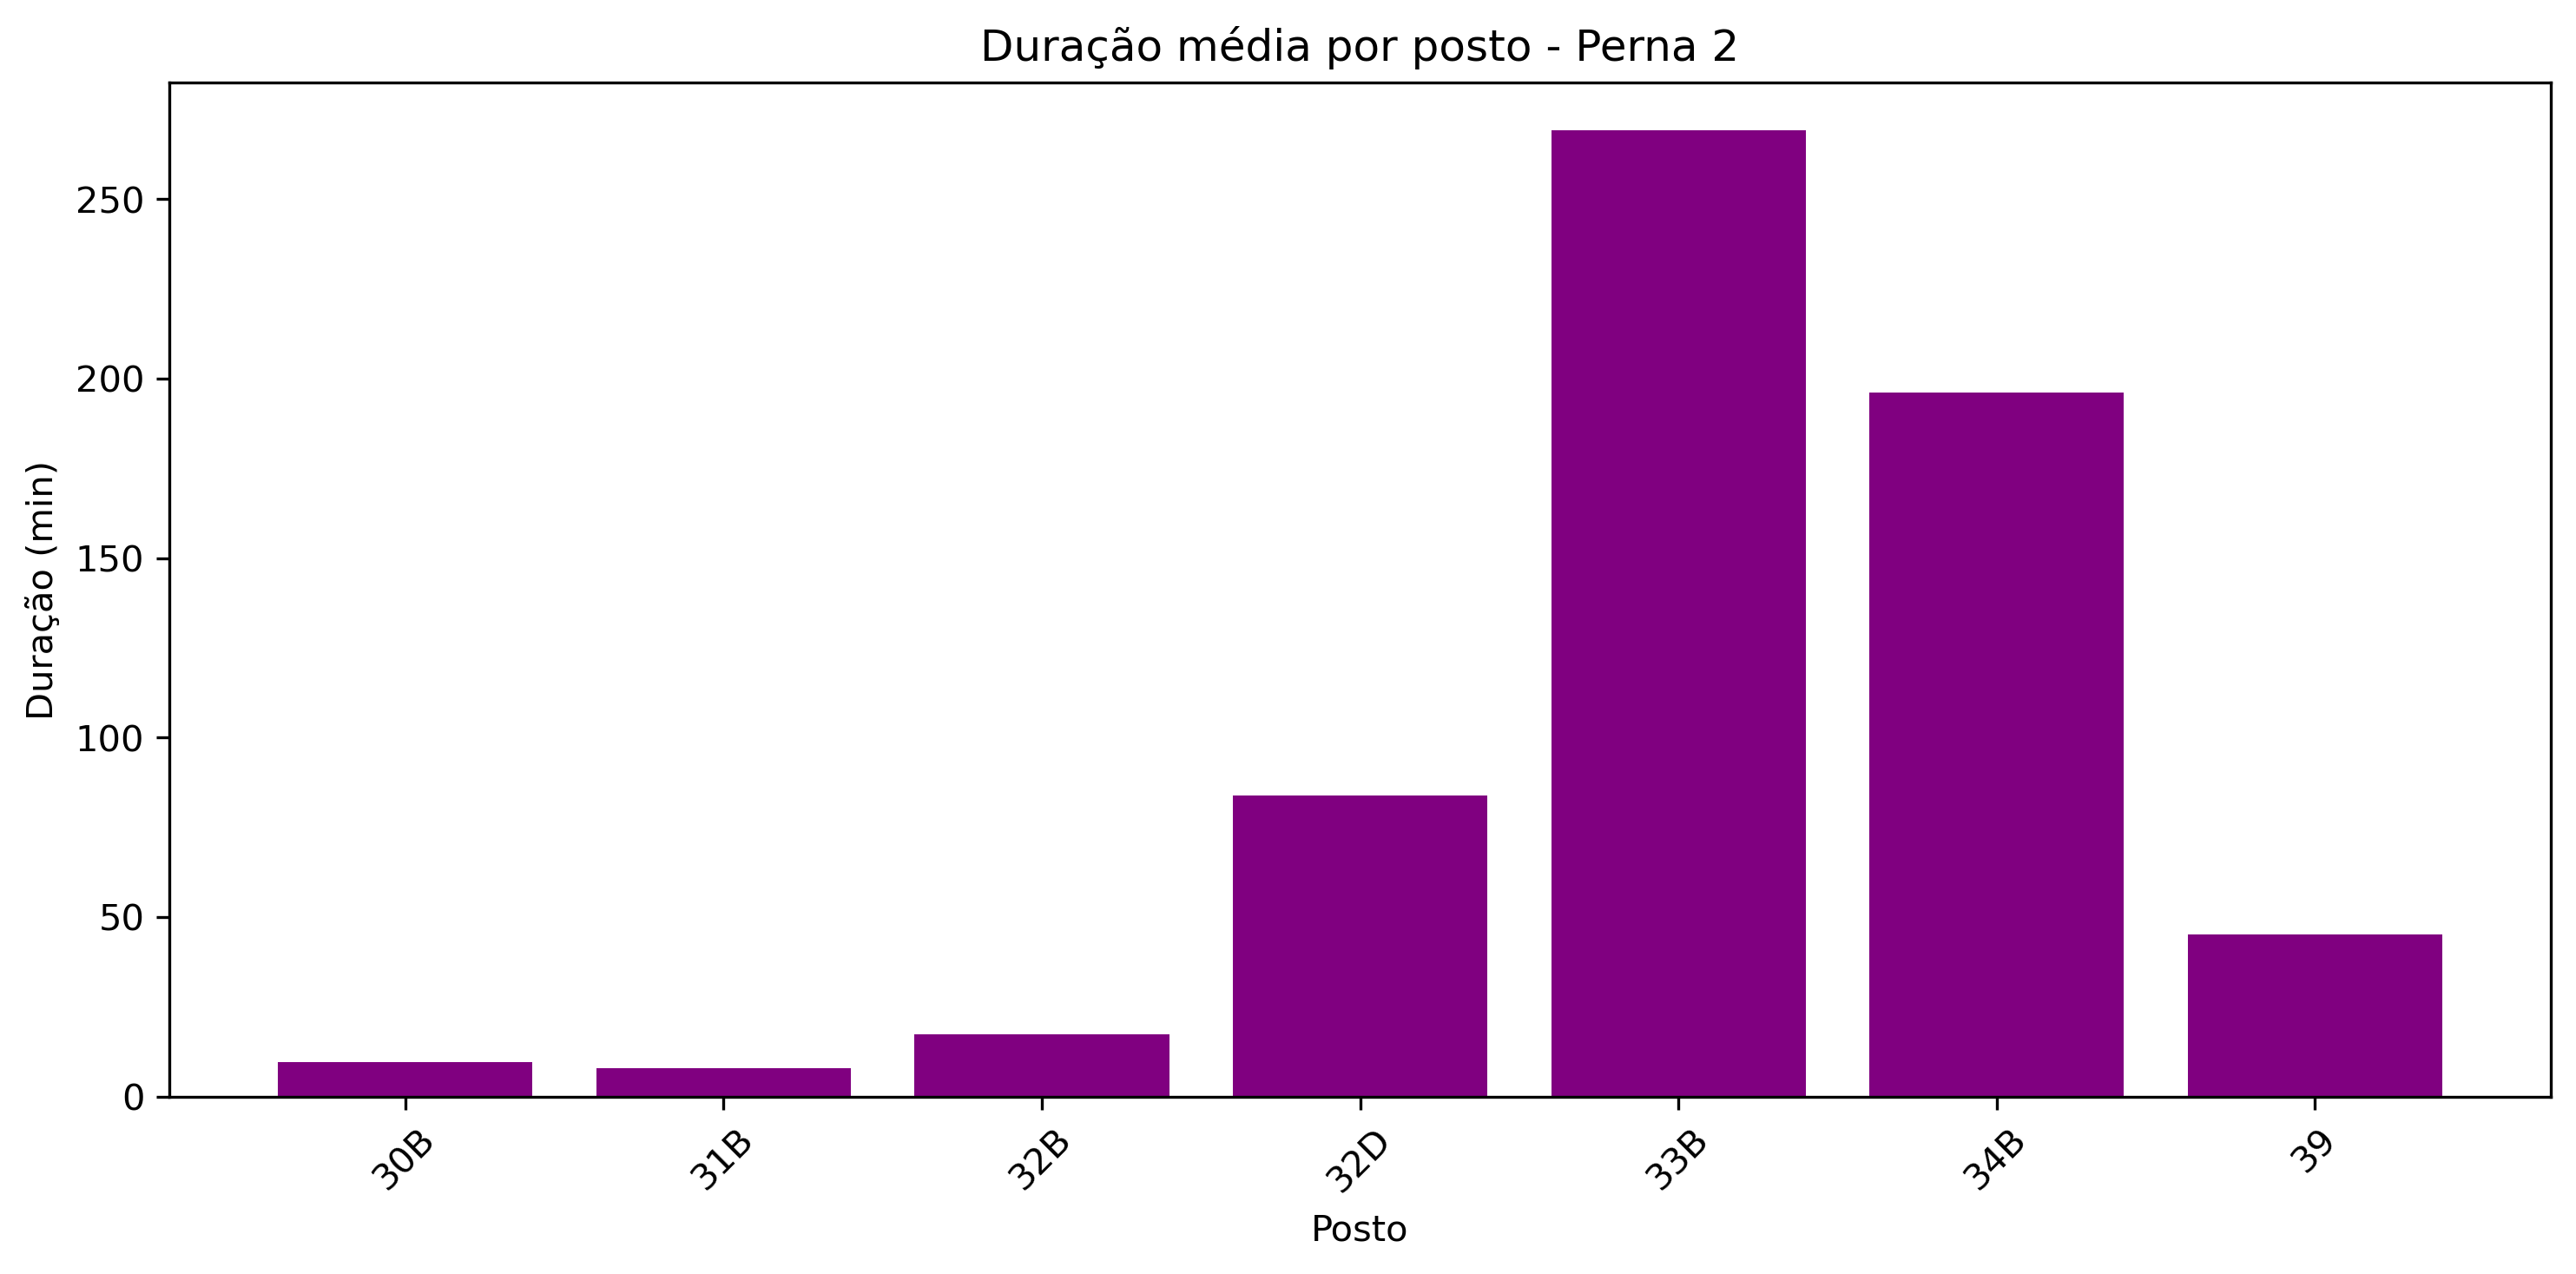 Duração média por posto - Perna 2
Duração (min)
250
200
150
100
50
0
30B
31B
32B
32D
33B
34B
39
Posto